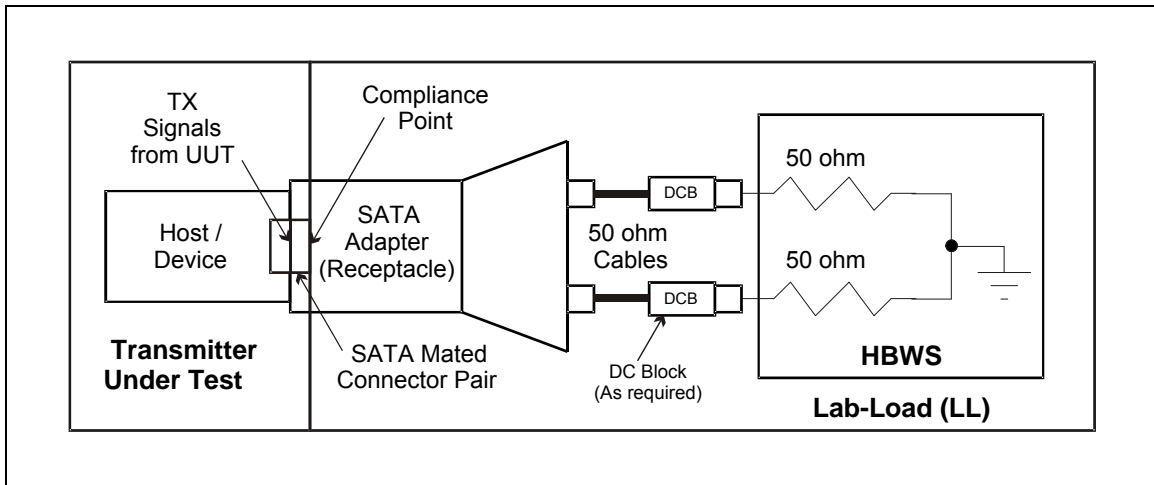 TX
Signals
from UUT
Compliance
Point
Host /
Device
SATA
Adapter
(Receptacle)
50 ohm
Cables
DCB
DCB
50 ohm
50 ohm
HBWS
Transmitter
Under Test
SATA Mated
Connector Pair
DC Block
(As required)
Lab-Load (LL)